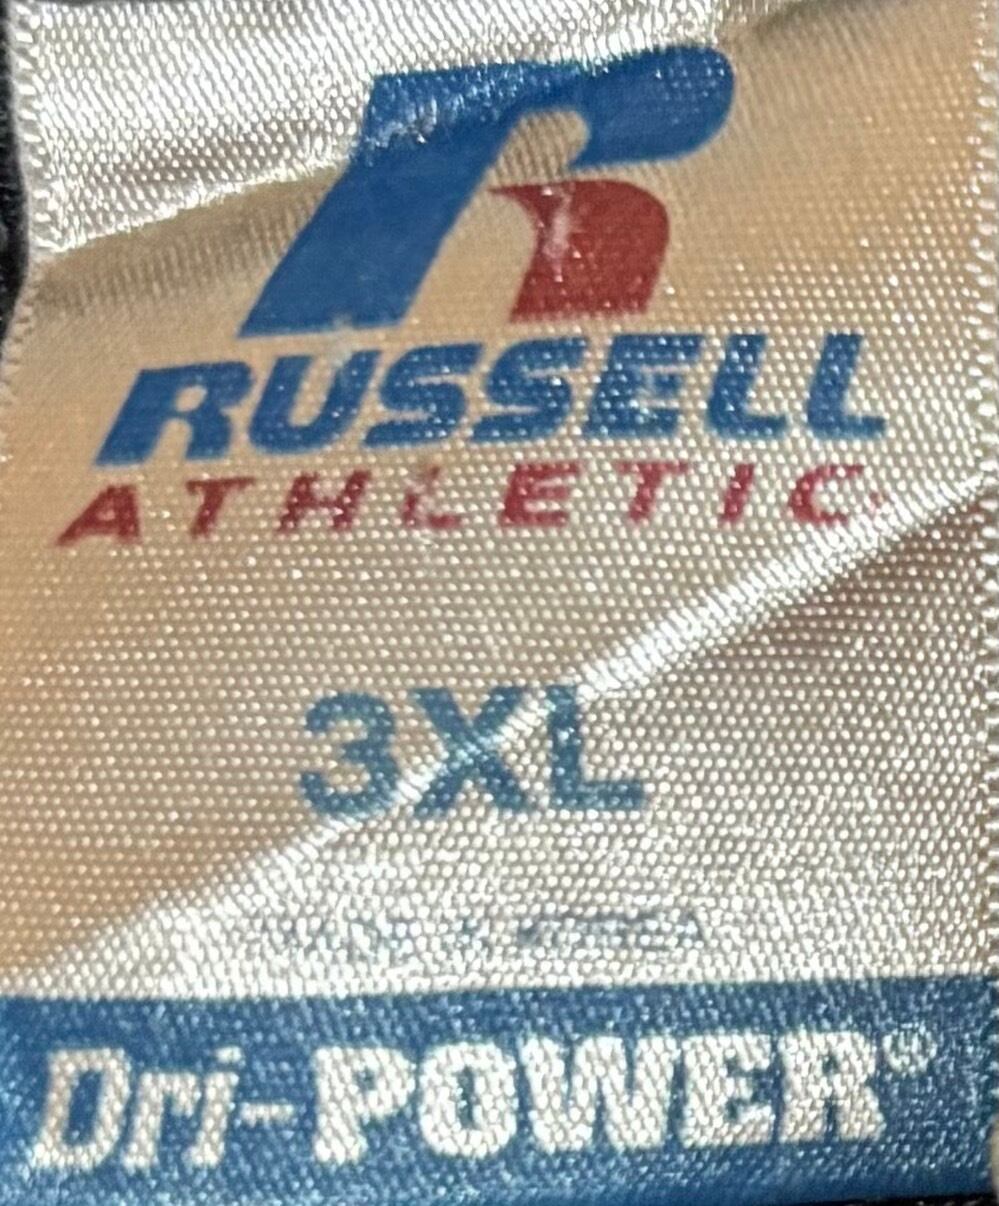 RUSSELL
ATHLETIC
3XL
Dri-POWER®